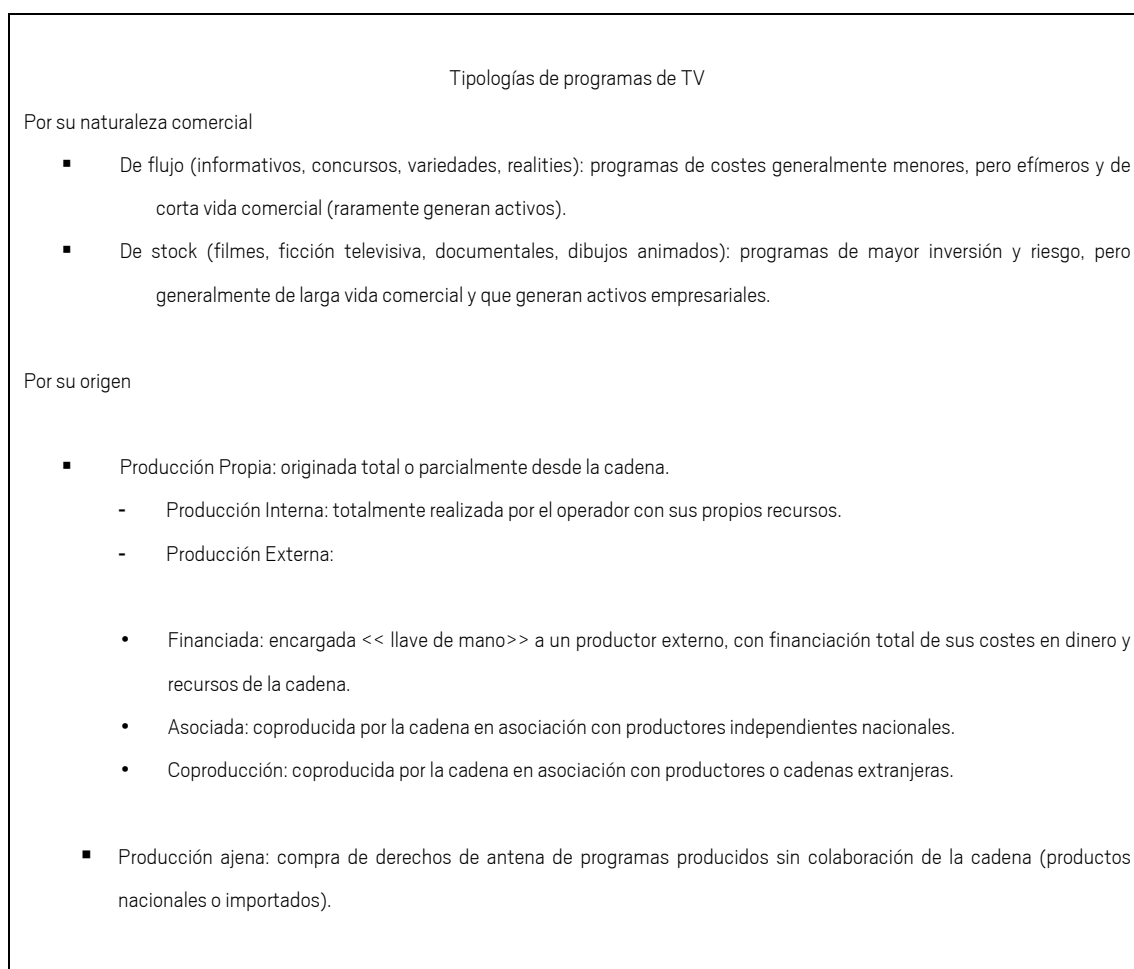 Tipologías de programas de TV
Por su naturaleza comercial
▪ De flujo (informativos, concursos, variedades, realities): programas de costes generalmente menores, pero efímeros y de
corta vida comercial (raramente generan activos).
▪ De stock (filmes, ficción televisiva, documentales, dibujos animados): programas de mayor inversión y riesgo, pero
generalmente de larga vida comercial y que generan activos empresariales.
Por su origen
▪ Producción Propia: originada total o parcialmente desde la cadena.
- Producción Interna: totalmente realizada por el operador con sus propios recursos.
- Producción Externa:
• Financiada: encargada << llave de mano>> a un productor externo, con financiación total de sus costes en dinero y
recursos de la cadena.
• Asociada: coproducida por la cadena en asociación con productores independientes nacionales.
• Coproducción: coproducida por la cadena en asociación con productores o cadenas extranjeras.
▪ Producción ajena: compra de derechos de antena de programas producidos sin colaboración de la cadena (productos
nacionales o importados).